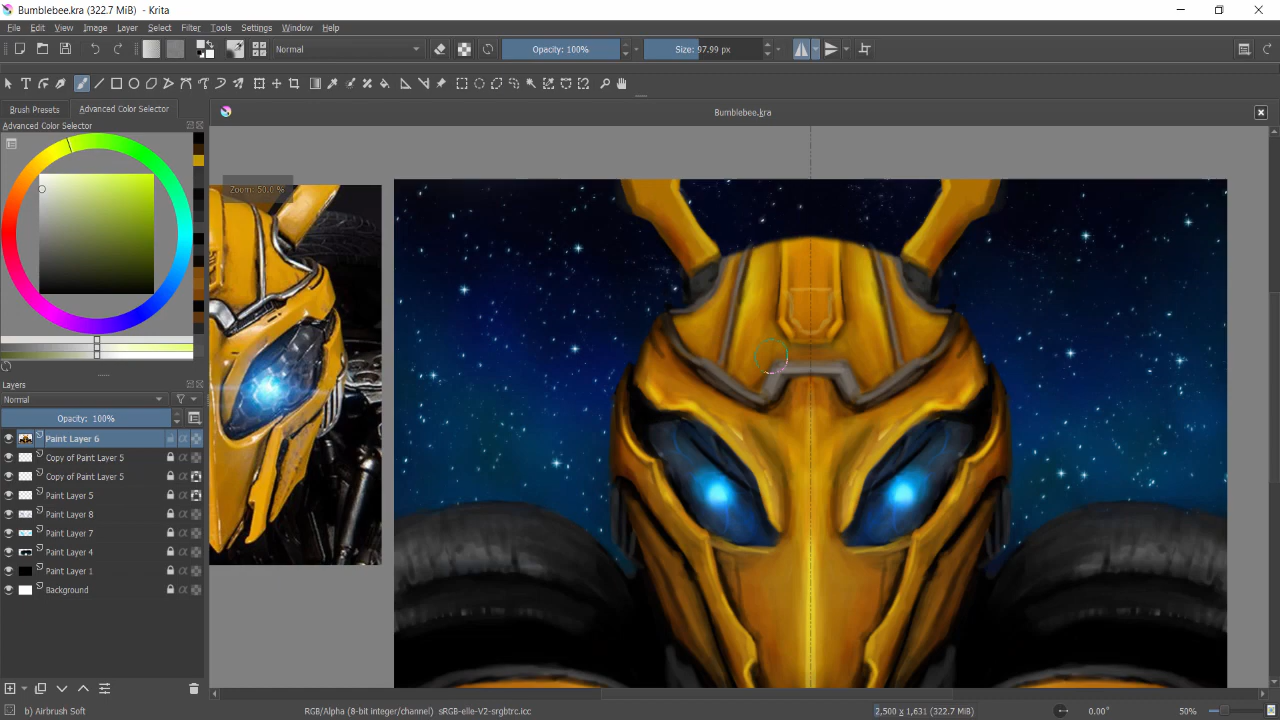 Bumblebee.kra (322.7 MiB) - Krita
File Edit View Image Layer Select Filter Tools Settings Window Help
Normal
Opacity: 100%
Size: 97.99 px
Brush Presets
Advanced Color Selector
Bumblebee.kra
Advanced Color Selector
Zoom: 50.0 %
Layers
Normal
Opacity: 100%
Paint Layer 6
Copy of Paint Layer 5
Copy of Paint Layer 5
Paint Layer 5
Paint Layer 8
Paint Layer 7
Paint Layer 4
Paint Layer 1
Background
b) Airbrush Soft
RGB/Alpha (8-bit integer/channel) sRGB-elle-V2-srgbtrc.icc
2,500 x 1,631 (322.7 MiB)
0.00°
50%